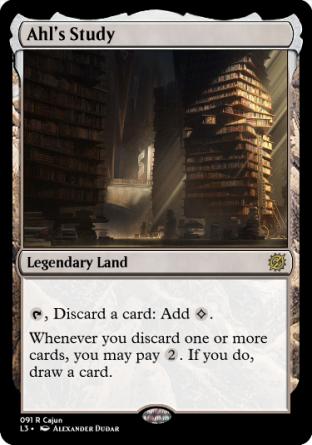 Ahl's Study
Legendary Land
, Discard a card: Add .
Whenever you discard one or more
cards, you may pay 2. If you do,
draw a card.
091 R Cajun
L3 • Alexander Dudar